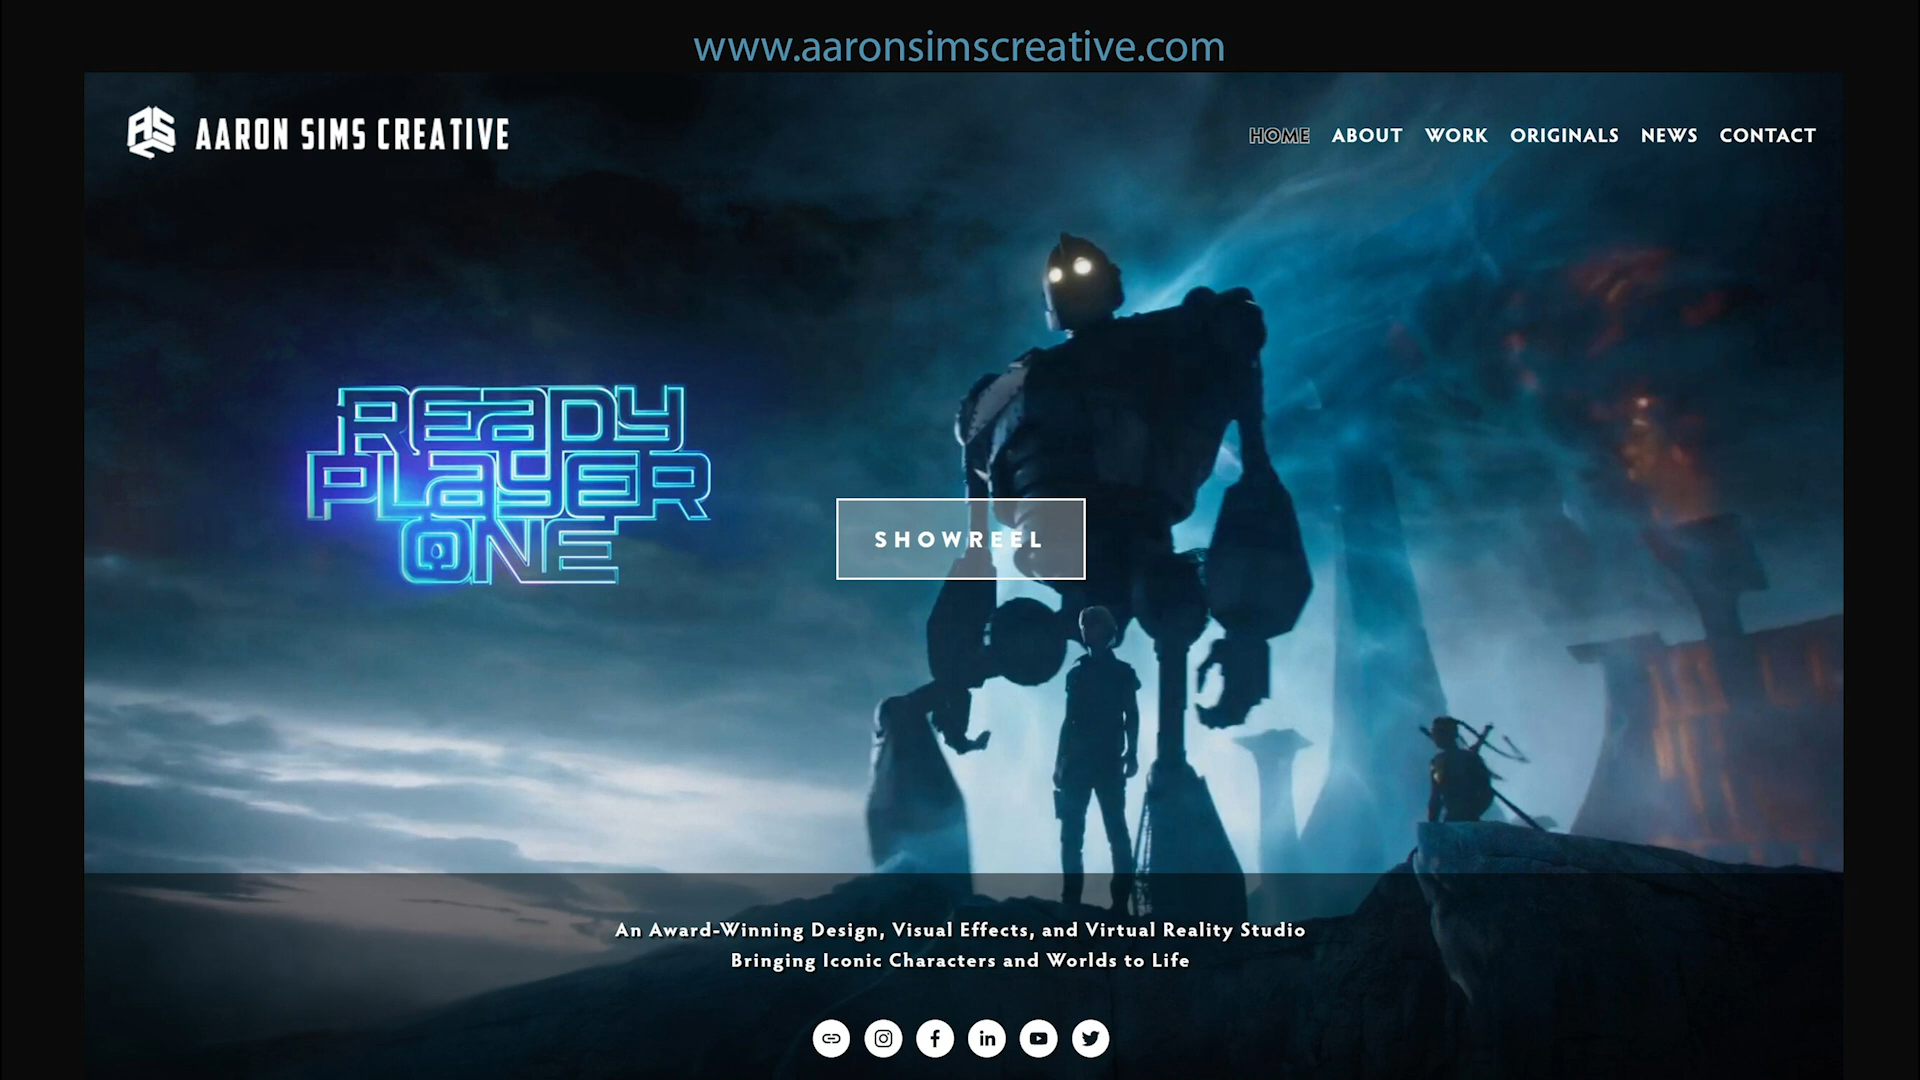 www.aaronsimscreative.com
AARON SIMS CREATIVE
HOME ABOUT WORK ORIGINALS NEWS CONTACT
READY
PLAYER
ONE
SHOWREEL
An Award-Winning Design, Visual Effects, and Virtual Reality Studio
Bringing Iconic Characters and Worlds to Life